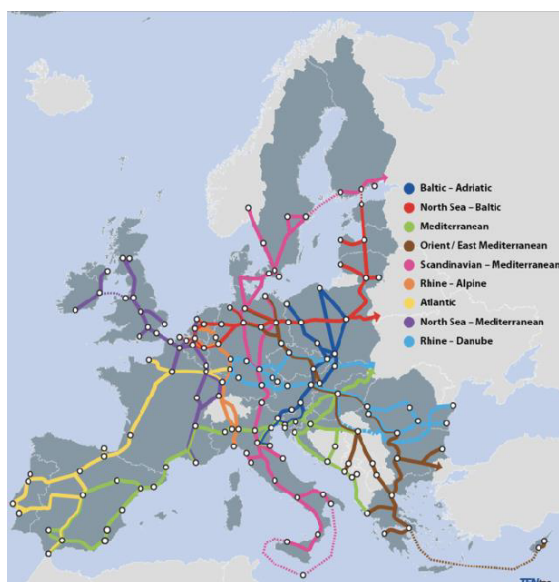 Baltic – Adriatic
North Sea – Baltic
Mediterranean
Orient / East Mediterranean
Scandinavian – Mediterranean
Rhine – Alpine
Atlantic
North Sea – Mediterranean
Rhine – Danube